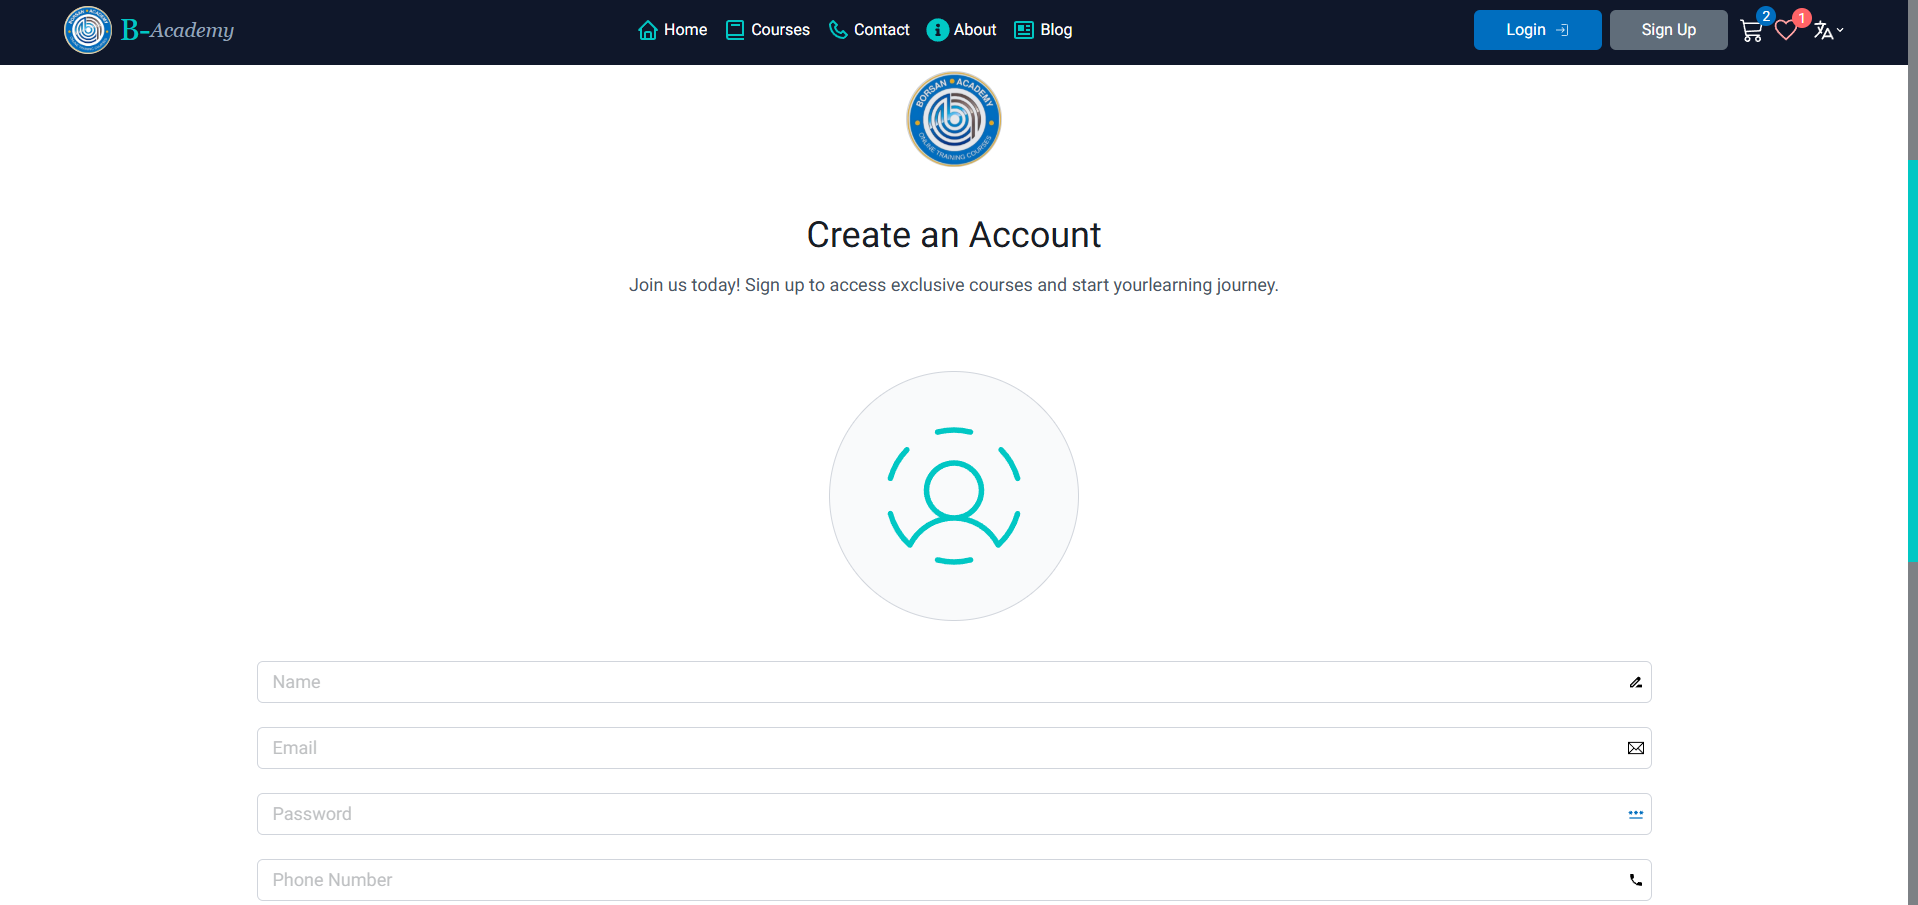 B-Academy
Home
Courses
Contact
About
Blog
Login
Sign Up
2
1
BORSAN • ACADEMY
ONLINE TRAINING COURSES
Create an Account
Join us today! Sign up to access exclusive courses and start yourlearning journey.
Name
Email
Password
Phone Number